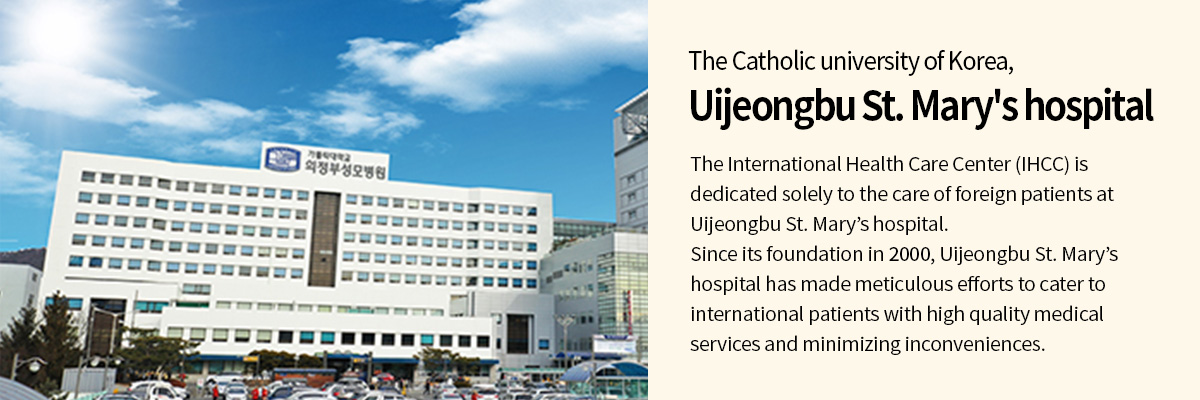 가톨릭대학교
의정부성모병원
The Catholic university of Korea,
Uijeongbu St. Mary's hospital
The International Health Care Center (IHCC) is
dedicated solely to the care of foreign patients at
Uijeongbu St. Mary’s hospital.
Since its foundation in 2000, Uijeongbu St. Mary’s
hospital has made meticulous efforts to cater to
international patients with high quality medical
services and minimizing inconveniences.